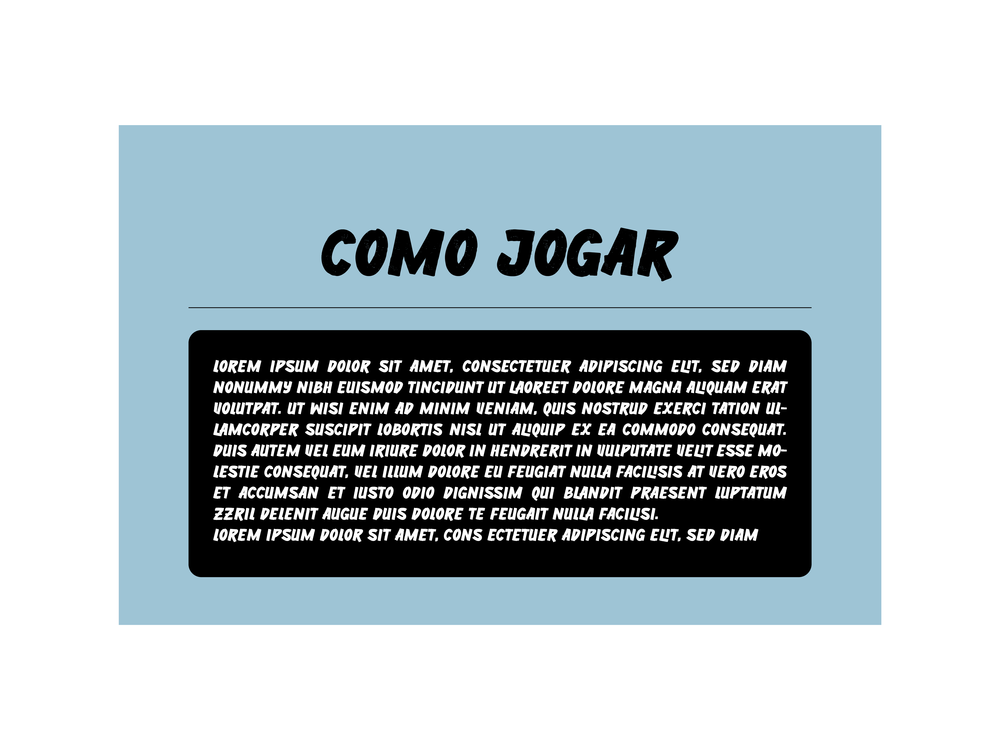 COMO JOGAR
LOREM IPSUM DOLOR SIT AMET, CONSECTETUER ADIPISCING ELIT, SED DIAM
NONUMMY NIBH EUISMOD TINCIDUNT UT LAOREET DOLORE MAGNA ALIQUAM ERAT
VOLUTPAT. UT WISI ENIM AD MINIM VENIAM, QUIS NOSTRUD EXERCI TATION UL-
LAMCORPER SUSCIPIT LOBORTIS NISL UT ALIQUIP EX EA COMMODO CONSEQUAT.
DUIS AUTEM VEL EUM IRIURE DOLOR IN HENDRERIT IN VULPUTATE VELIT ESSE MO-
LESTIE CONSEQUAT, VEL ILLUM DOLORE EU FEUGIAT NULLA FACILISIS AT VERO EROS
ET ACCUMSAN ET IUSTO ODIO DIGNISSIM QUI BLANDIT PRAESENT LUPTATUM
ZZRIL DELENIT AUGUE DUIS DOLORE TE FEUGAIT NULLA FACILISI.
LOREM IPSUM DOLOR SIT AMET, CONS ECTETUER ADIPISCING ELIT, SED DIAM